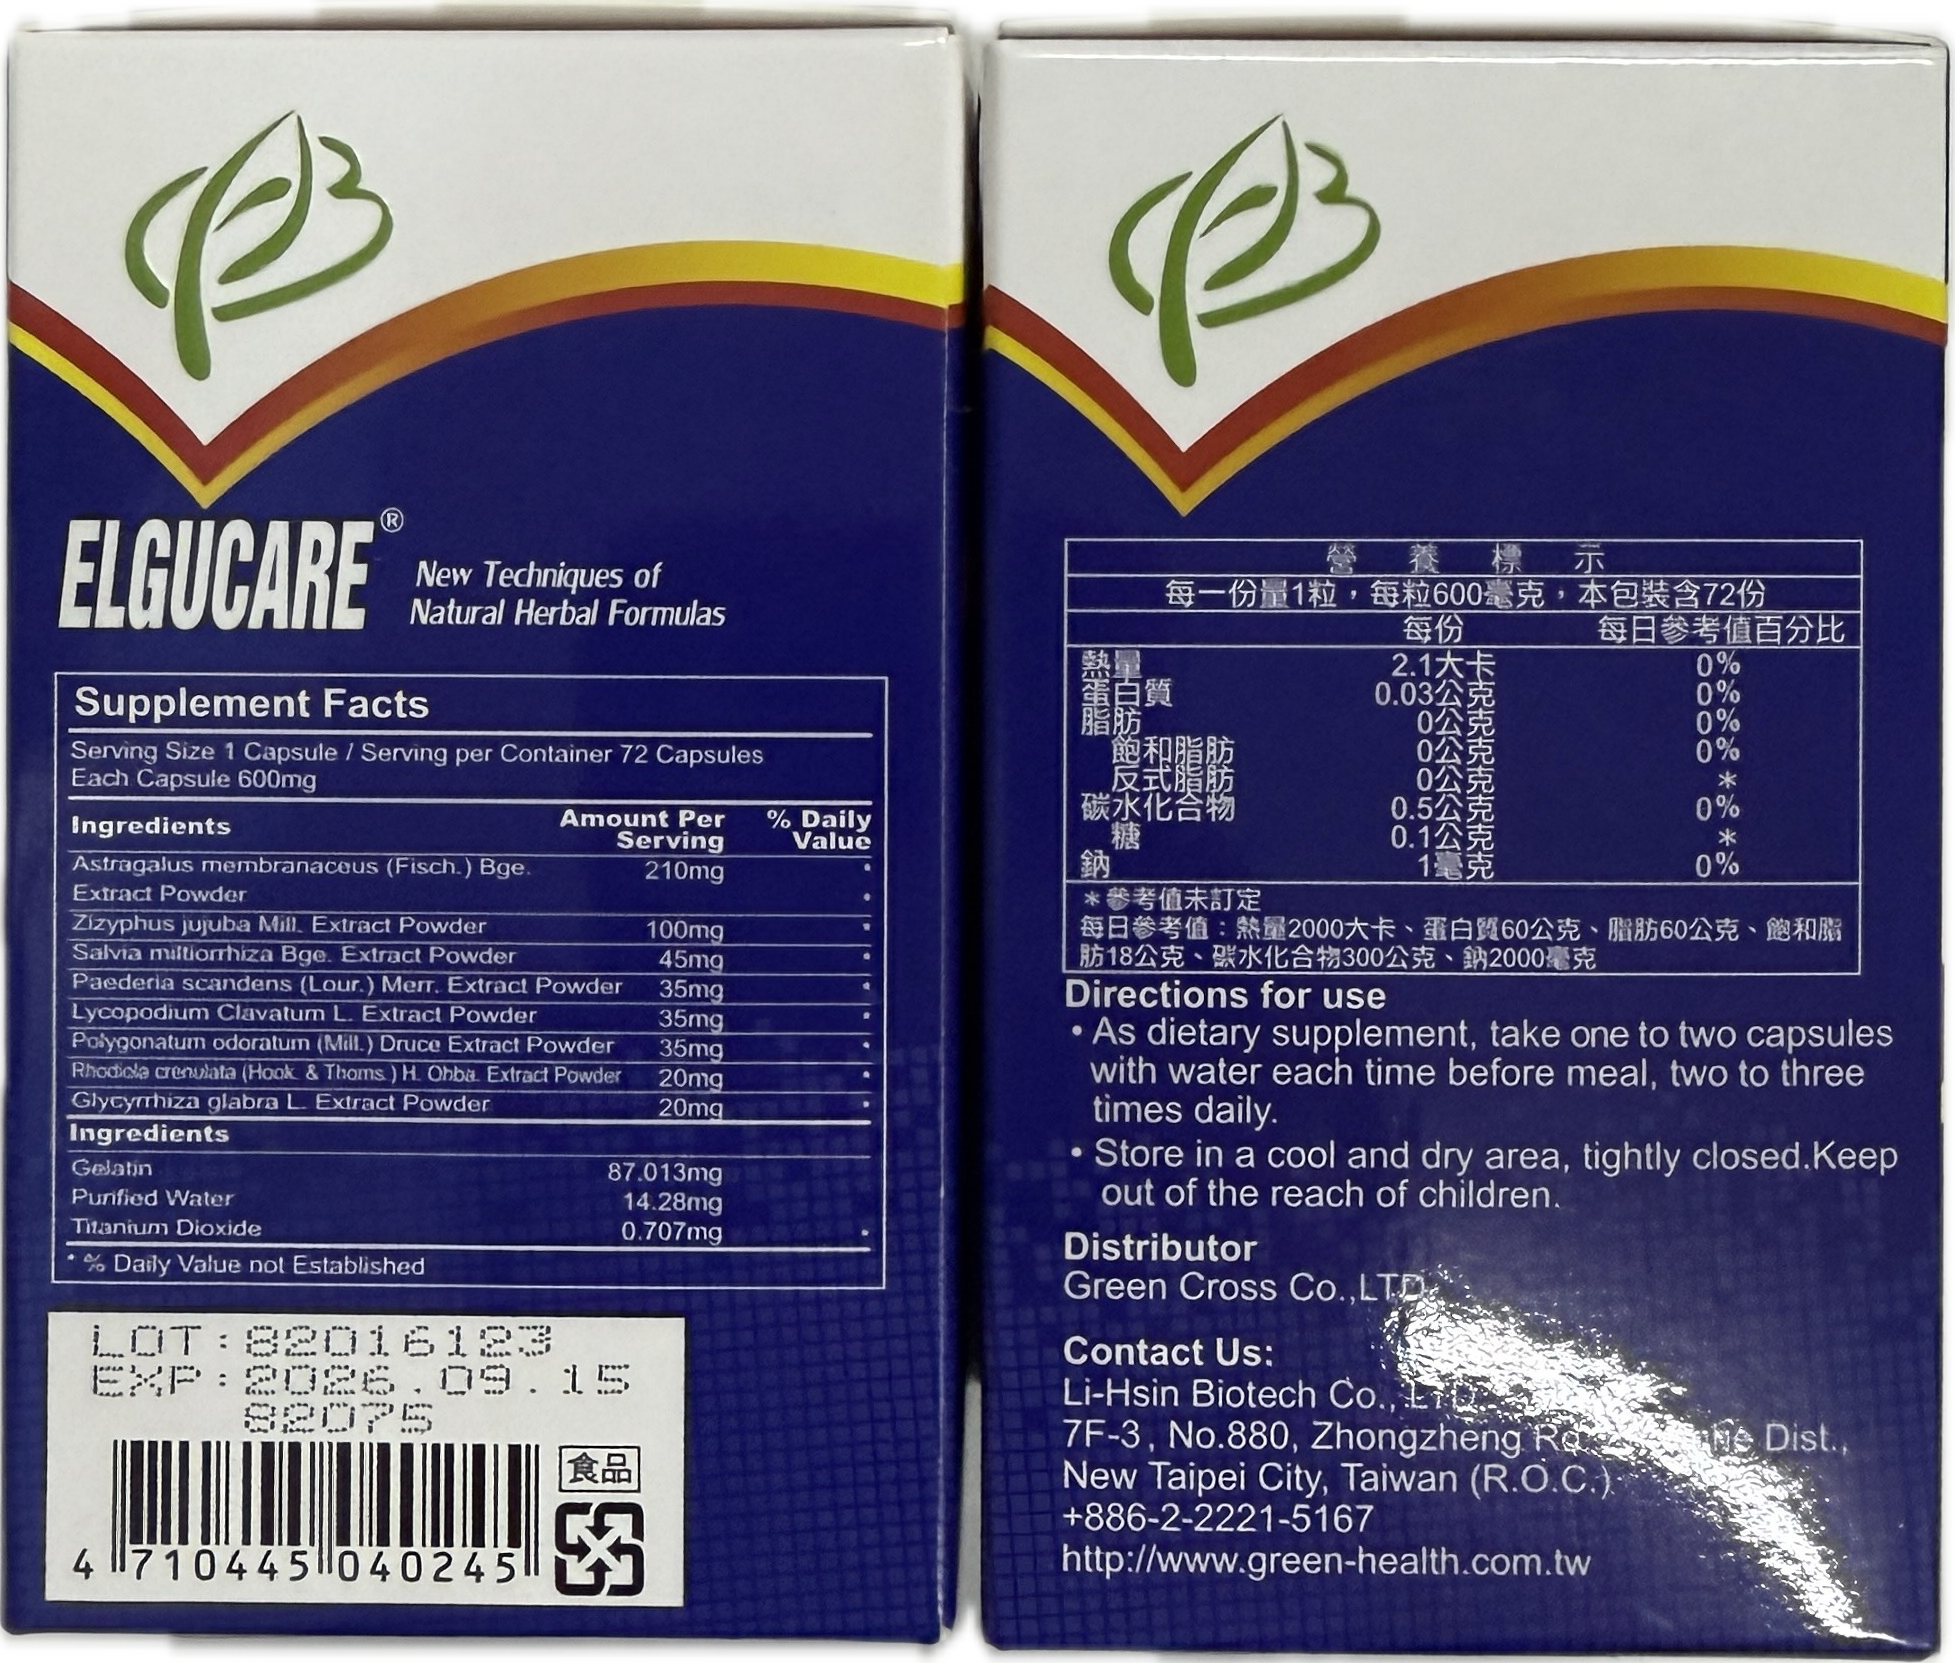 ELGUCARE®
New Techniques of
Natural Herbal Formulas
Supplement Facts
Serving Size 1 Capsule / Serving per Container 72 Capsules
Each Capsule 600mg
Ingredients Amount Per Serving % Daily Value
Astragalus membranaceus (Fisch.) Bge. 210mg *
Extract Powder *
Zizyphus jujuba Mill. Extract Powder 100mg *
Salvia miltiorrhiza Bge. Extract Powder 45mg *
Paederia scandens (Lour.) Merr. Extract Powder 35mg *
Lycopodium Clavatum L. Extract Powder 35mg *
Polygonatum odoratum (Mill.) Druce Extract Powder 35mg *
Rhodiola crenulata (Hook. & Thoms.) H. Ohba. Extract Powder 20mg *
Glycyrrhiza glabra L. Extract Powder 20mg *
Ingredients
Gelatin 87.013mg
Purified Water 14.28mg
Titanium Dioxide 0.707mg *
* % Daily Value not Established
LOT:82016123
EXP:2026.09.15
82075
食品
4 710445 040245
營養標示
每一份量1粒，每粒600毫克，本包裝含72份
每份 每日參考值百分比
熱量 2.1大卡 0%
蛋白質 0.03公克 0%
脂肪 0公克 0%
飽和脂肪 0公克 0%
反式脂肪 0公克 *
碳水化合物 0.5公克 0%
糖 0.1公克 *
鈉 1毫克 0%
*參考值未訂定
每日參考值：熱量2000大卡、蛋白質60公克、脂肪60公克、飽和脂
肪18公克、碳水化合物300公克、鈉2000毫克
Directions for use
• As dietary supplement, take one to two capsules
with water each time before meal, two to three
times daily.
• Store in a cool and dry area, tightly closed.Keep
out of the reach of children.
Distributor
Green Cross Co.,LTD.
Contact Us:
Li-Hsin Biotech Co., LTD.
7F-3, No.880, Zhongzheng Rd. Dist.,
New Taipei City, Taiwan (R.O.C.)
+886-2-2221-5167
http://www.green-health.com.tw